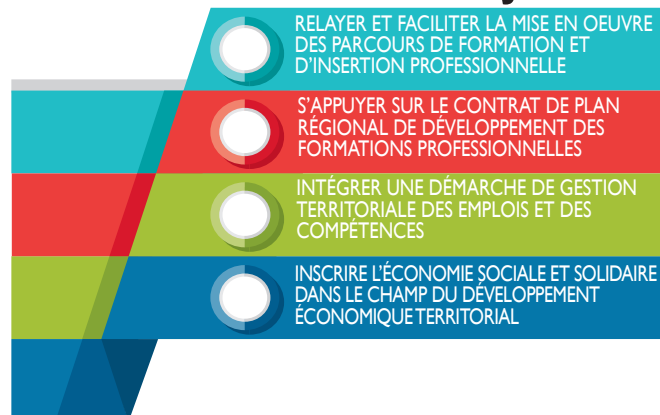 RELAYER ET FACILITER LA MISE EN OEUVRE
DES PARCOURS DE FORMATION ET
D'INSERTION PROFESSIONNELLE
S'APPUYER SUR LE CONTRAT DE PLAN
RÉGIONAL DE DÉVELOPPEMENT DES
FORMATIONS PROFESSIONNELLES
INTÉGRER UNE DÉMARCHE DE GESTION
TERRITORIALE DES EMPLOIS ET DES
COMPÉTENCES
INSCRIRE L'ÉCONOMIE SOCIALE ET SOLIDAIRE
DANS LE CHAMP DU DÉVELOPPEMENT
ÉCONOMIQUE TERRITORIAL